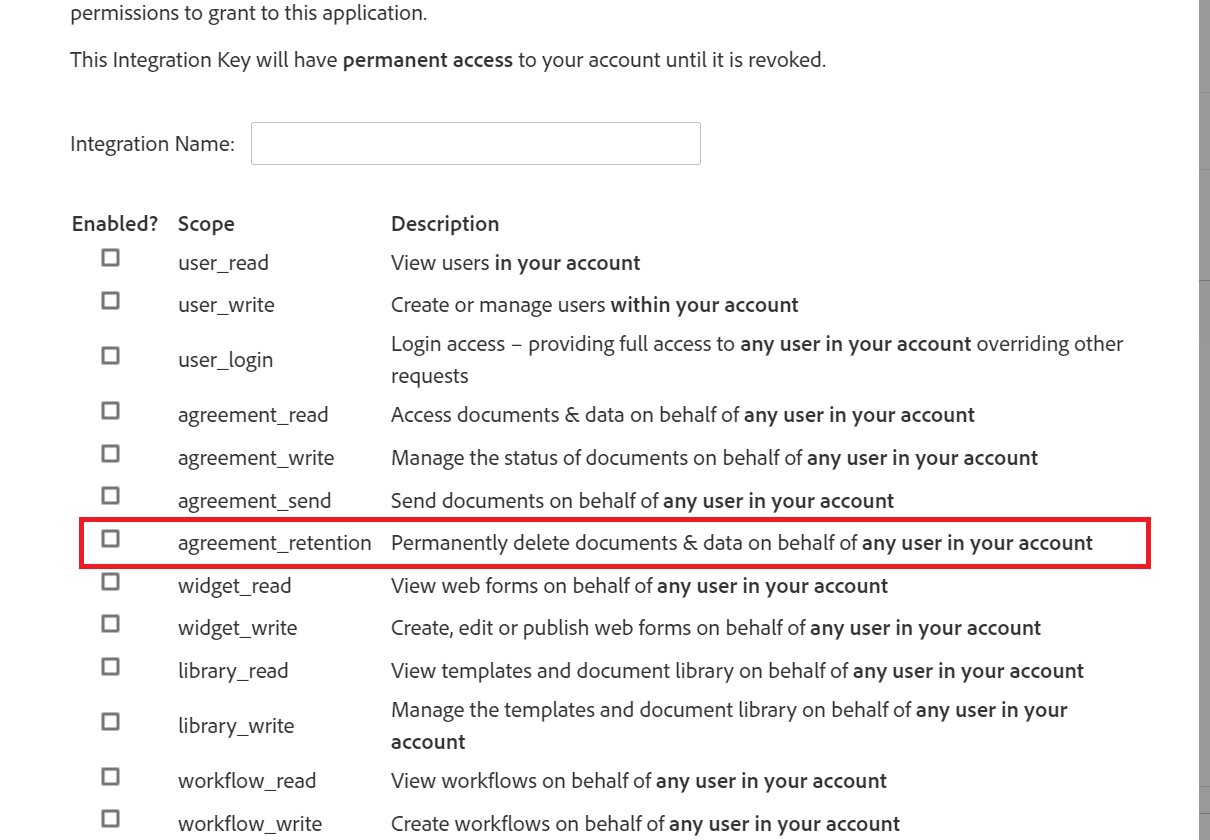 permissions to grant to this application.
This Integration Key will have permanent access to your account until it is revoked.
Integration Name:
Enabled? Scope Description
user_read View users in your account
user_write Create or manage users within your account
user_login Login access – providing full access to any user in your account overriding other
requests
agreement_read Access documents & data on behalf of any user in your account
agreement_write Manage the status of documents on behalf of any user in your account
agreement_send Send documents on behalf of any user in your account
agreement_retention Permanently delete documents & data on behalf of any user in your account
widget_read View web forms on behalf of any user in your account
widget_write Create, edit or publish web forms on behalf of any user in your account
library_read View templates and document library on behalf of any user in your account
library_write Manage the templates and document library on behalf of any user in your
account
workflow_read View workflows on behalf of any user in your account
workflow_write Create workflows on behalf of any user in your account